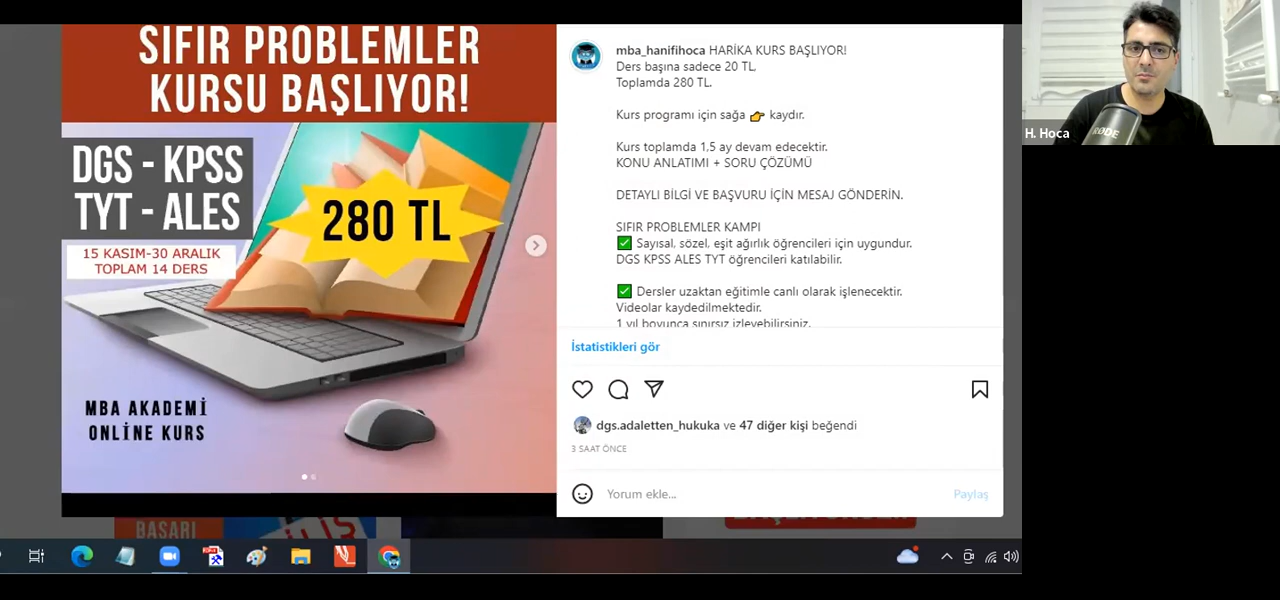 SIFIR PROBLEMLER
KURSU BAŞLIYOR!
DGS - KPSS
TYT - ALES
280 TL
15 KASIM-30 ARALIK
TOPLAM 14 DERS
MBA AKADEMİ
ONLINE KURS
mba_hanifihoca HARİKA KURS BAŞLIYOR!
Ders başına sadece 20 TL,
Toplamda 280 TL.
Kurs programı için sağa 👉 kaydır.
Kurs toplamda 1,5 ay devam edecektir.
KONU ANLATIMI + SORU ÇÖZÜMÜ
DETAYLI BİLGİ VE BAŞVURU İÇİN MESAJ GÖNDERİN.
SIFIR PROBLEMLER KAMPI
✅ Sayısal, sözel, eşit ağırlık öğrencileri için uygundur.
DGS KPSS ALES TYT öğrencileri katılabilir.
✅ Dersler uzaktan eğitimle canlı olarak işlenecektir.
Videolar kaydedilmektedir.
1 yıl boyunca sınırsız izleyebilirsiniz.
İstatistikleri gör
dgs.adaletten_hukuka ve 47 diğer kişi beğendi
3 SAAT ÖNCE
Yorum ekle...
Paylaş
BAŞARI
H. Hoca
RODE